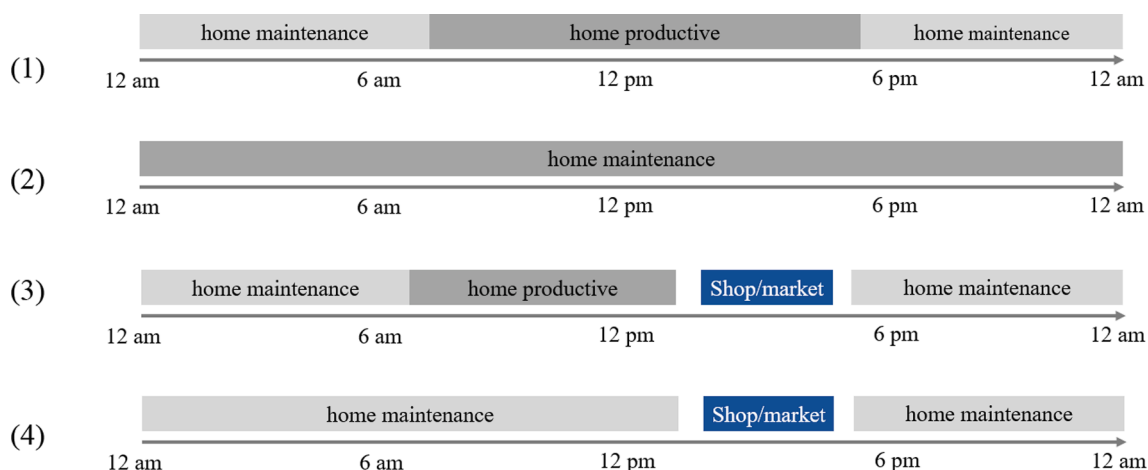 home maintenance home productive home maintenance
(1)
12 am 6 am 12 pm 6 pm 12 am
home maintenance
(2)
12 am 6 am 12 pm 6 pm 12 am
home maintenance home productive Shop/market home maintenance
(3)
12 am 6 am 12 pm 6 pm 12 am
home maintenance Shop/market home maintenance
(4)
12 am 6 am 12 pm 6 pm 12 am